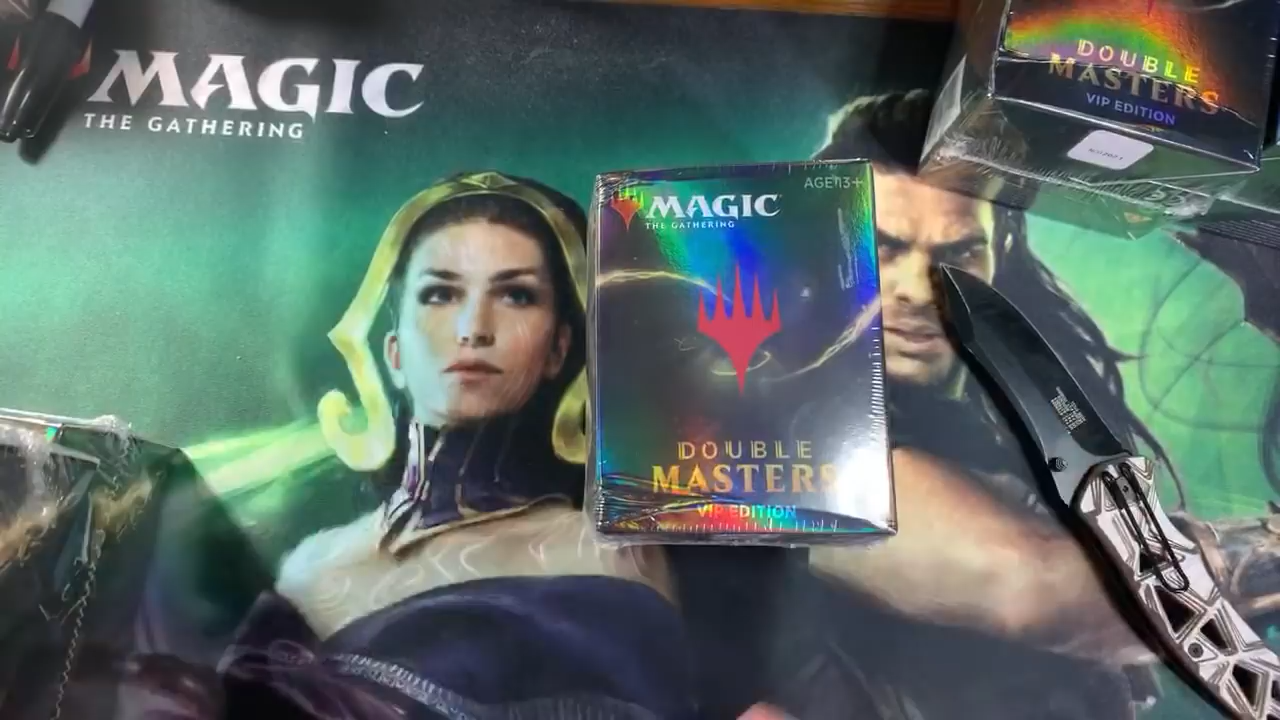 MAGIC
THE GATHERING
DOUBLE
MASTERS
VIP EDITION
AGE 13+
MAGIC
THE GATHERING
DOUBLE
MASTERS
VIP EDITION